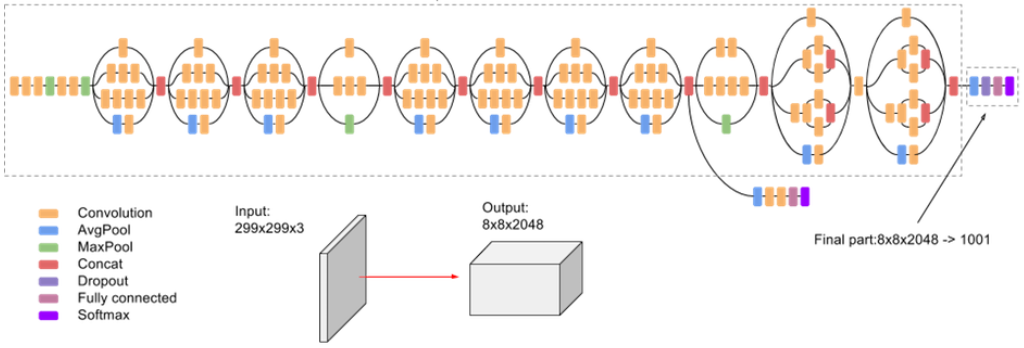 Convolution
AvgPool
MaxPool
Concat
Dropout
Fully connected
Softmax
Input:
299x299x3
Output:
8x8x2048
Final part:8x8x2048 -> 1001